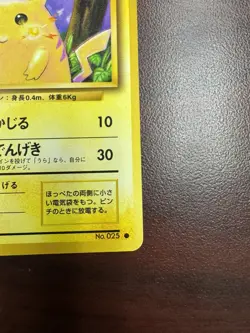 ン：身長0.4m、体重6Kg
かじる 10
でんげき 30
インを投げて「うら」なら、自分に
10ダメージ。
げる
ほっぺたの両側に小さ
い電気袋をもつ。ピン
チのときに放電する。
No. 025 ●